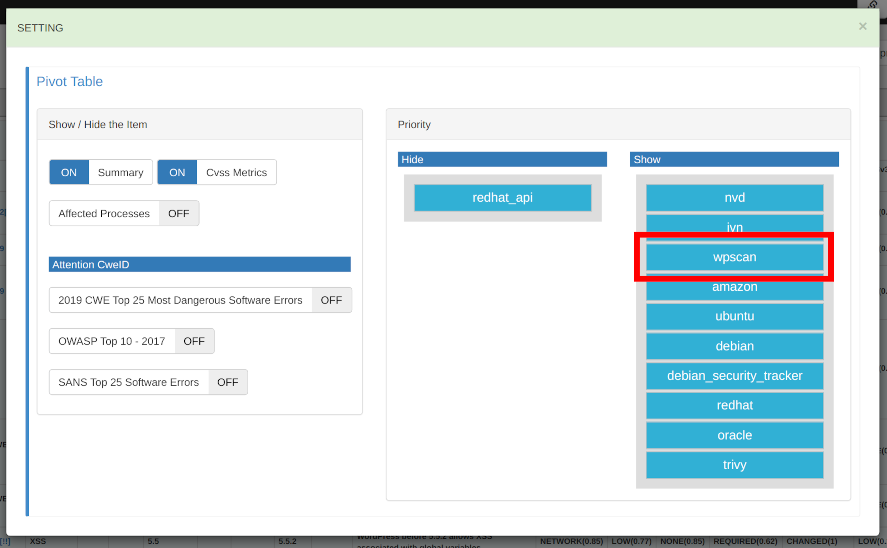 SETTING
×
Pivot Table
Show / Hide the Item
ON Summary ON Cvss Metrics
Affected Processes OFF
Attention CweID
2019 CWE Top 25 Most Dangerous Software Errors OFF
OWASP Top 10 - 2017 OFF
SANS Top 25 Software Errors OFF
Priority
Hide
redhat_api
Show
nvd
jvn
wpscan
amazon
ubuntu
debian
debian_security_tracker
redhat
oracle
trivy
[!!] XSS 5.5 5.5.2 WordPress before 5.5.2 allows XSS NETWORK(0.85) LOW(0.77) NONE(0.85) REQUIRED(0.62) CHANGED(1)
associated with global variables